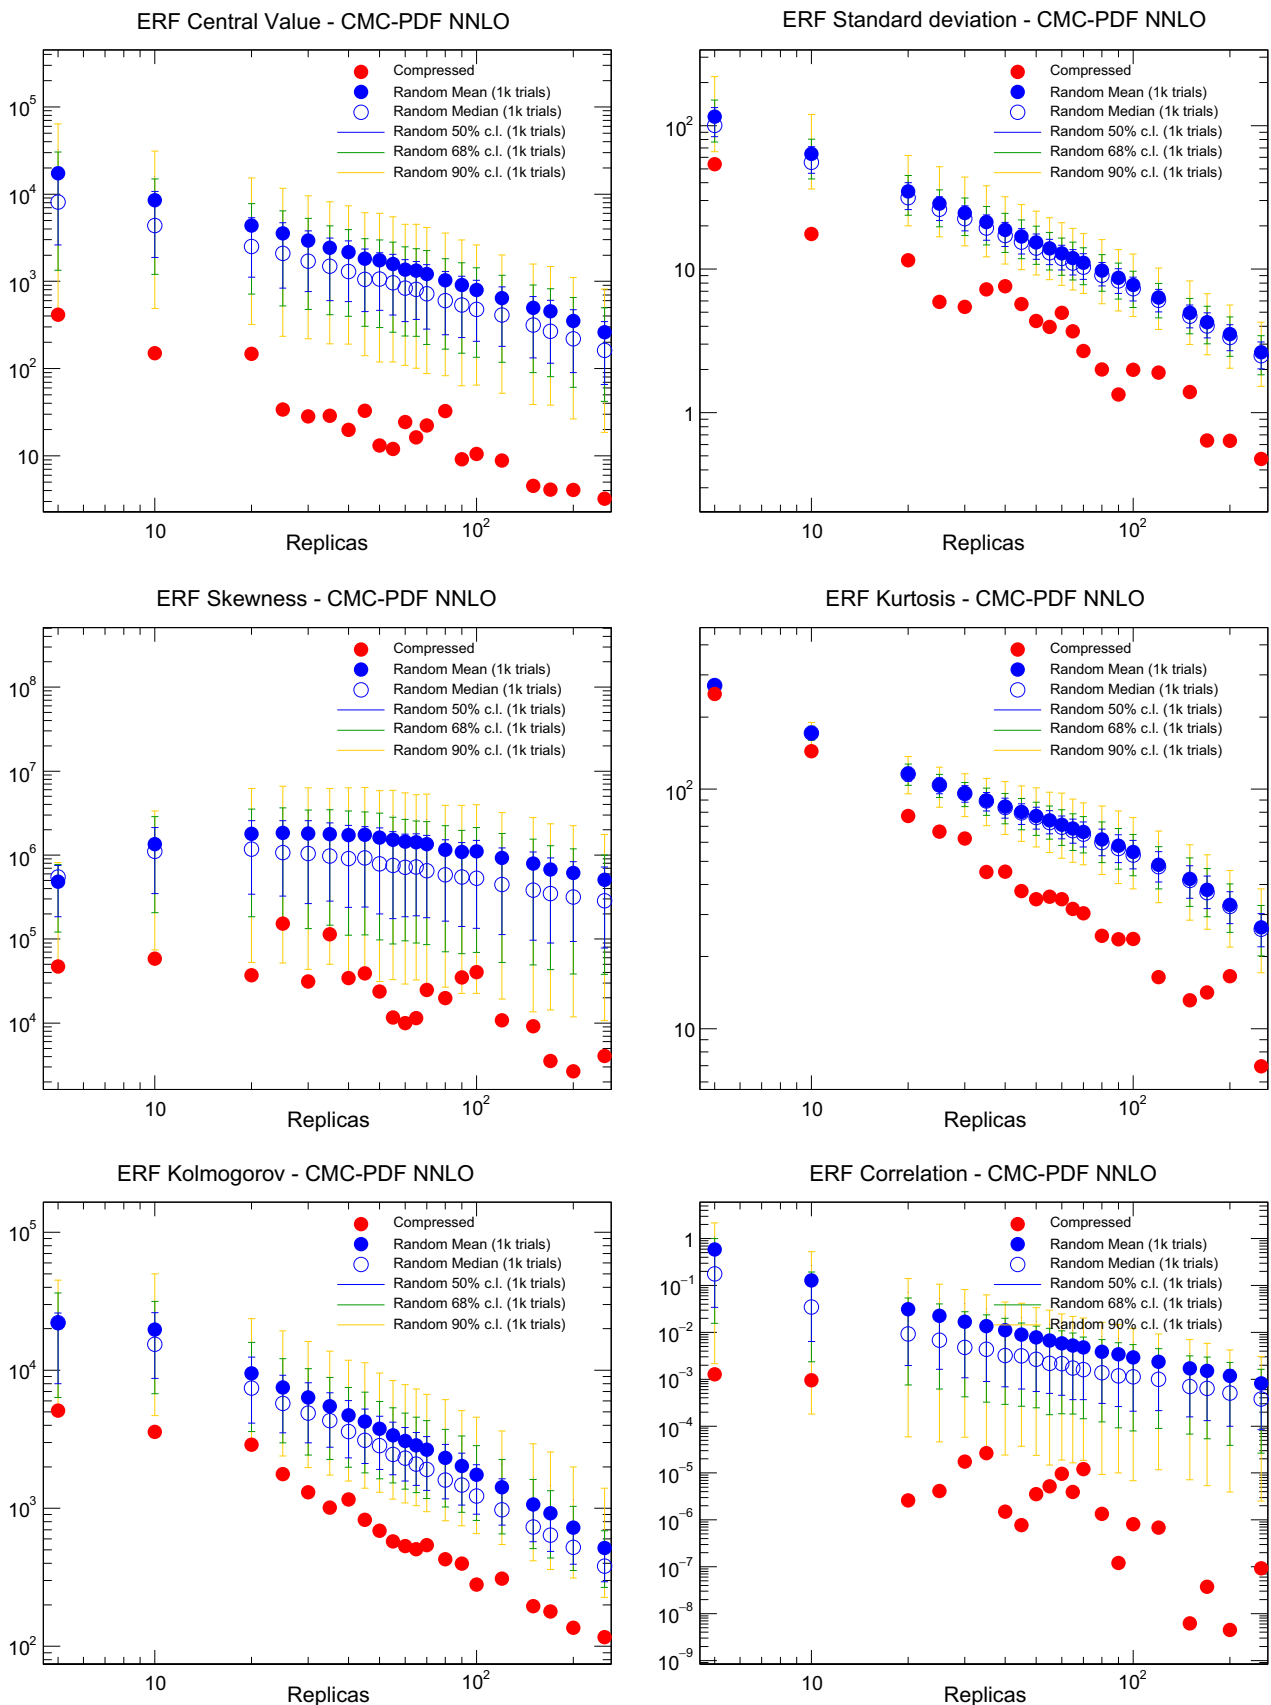 ERF Central Value - CMC-PDF NNLO
Compressed
Random Mean (1k trials)
Random Median (1k trials)
Random 50% c.l. (1k trials)
Random 68% c.l. (1k trials)
Random 90% c.l. (1k trials)
10^5
10^4
10^3
10^2
10
10
10^2
Replicas
ERF Standard deviation - CMC-PDF NNLO
Compressed
Random Mean (1k trials)
Random Median (1k trials)
Random 50% c.l. (1k trials)
Random 68% c.l. (1k trials)
Random 90% c.l. (1k trials)
10^2
10
1
10
10^2
Replicas
ERF Skewness - CMC-PDF NNLO
Compressed
Random Mean (1k trials)
Random Median (1k trials)
Random 50% c.l. (1k trials)
Random 68% c.l. (1k trials)
Random 90% c.l. (1k trials)
10^8
10^7
10^6
10^5
10^4
10
10^2
Replicas
ERF Kurtosis - CMC-PDF NNLO
Compressed
Random Mean (1k trials)
Random Median (1k trials)
Random 50% c.l. (1k trials)
Random 68% c.l. (1k trials)
Random 90% c.l. (1k trials)
10^2
10
10
10^2
Replicas
ERF Kolmogorov - CMC-PDF NNLO
Compressed
Random Mean (1k trials)
Random Median (1k trials)
Random 50% c.l. (1k trials)
Random 68% c.l. (1k trials)
Random 90% c.l. (1k trials)
10^5
10^4
10^3
10^2
10
10^2
Replicas
ERF Correlation - CMC-PDF NNLO
Compressed
Random Mean (1k trials)
Random Median (1k trials)
Random 50% c.l. (1k trials)
Random 68% c.l. (1k trials)
Random 90% c.l. (1k trials)
1
10^−1
10^−2
10^−3
10^−4
10^−5
10^−6
10^−7
10^−8
10^−9
10
10^2
Replicas